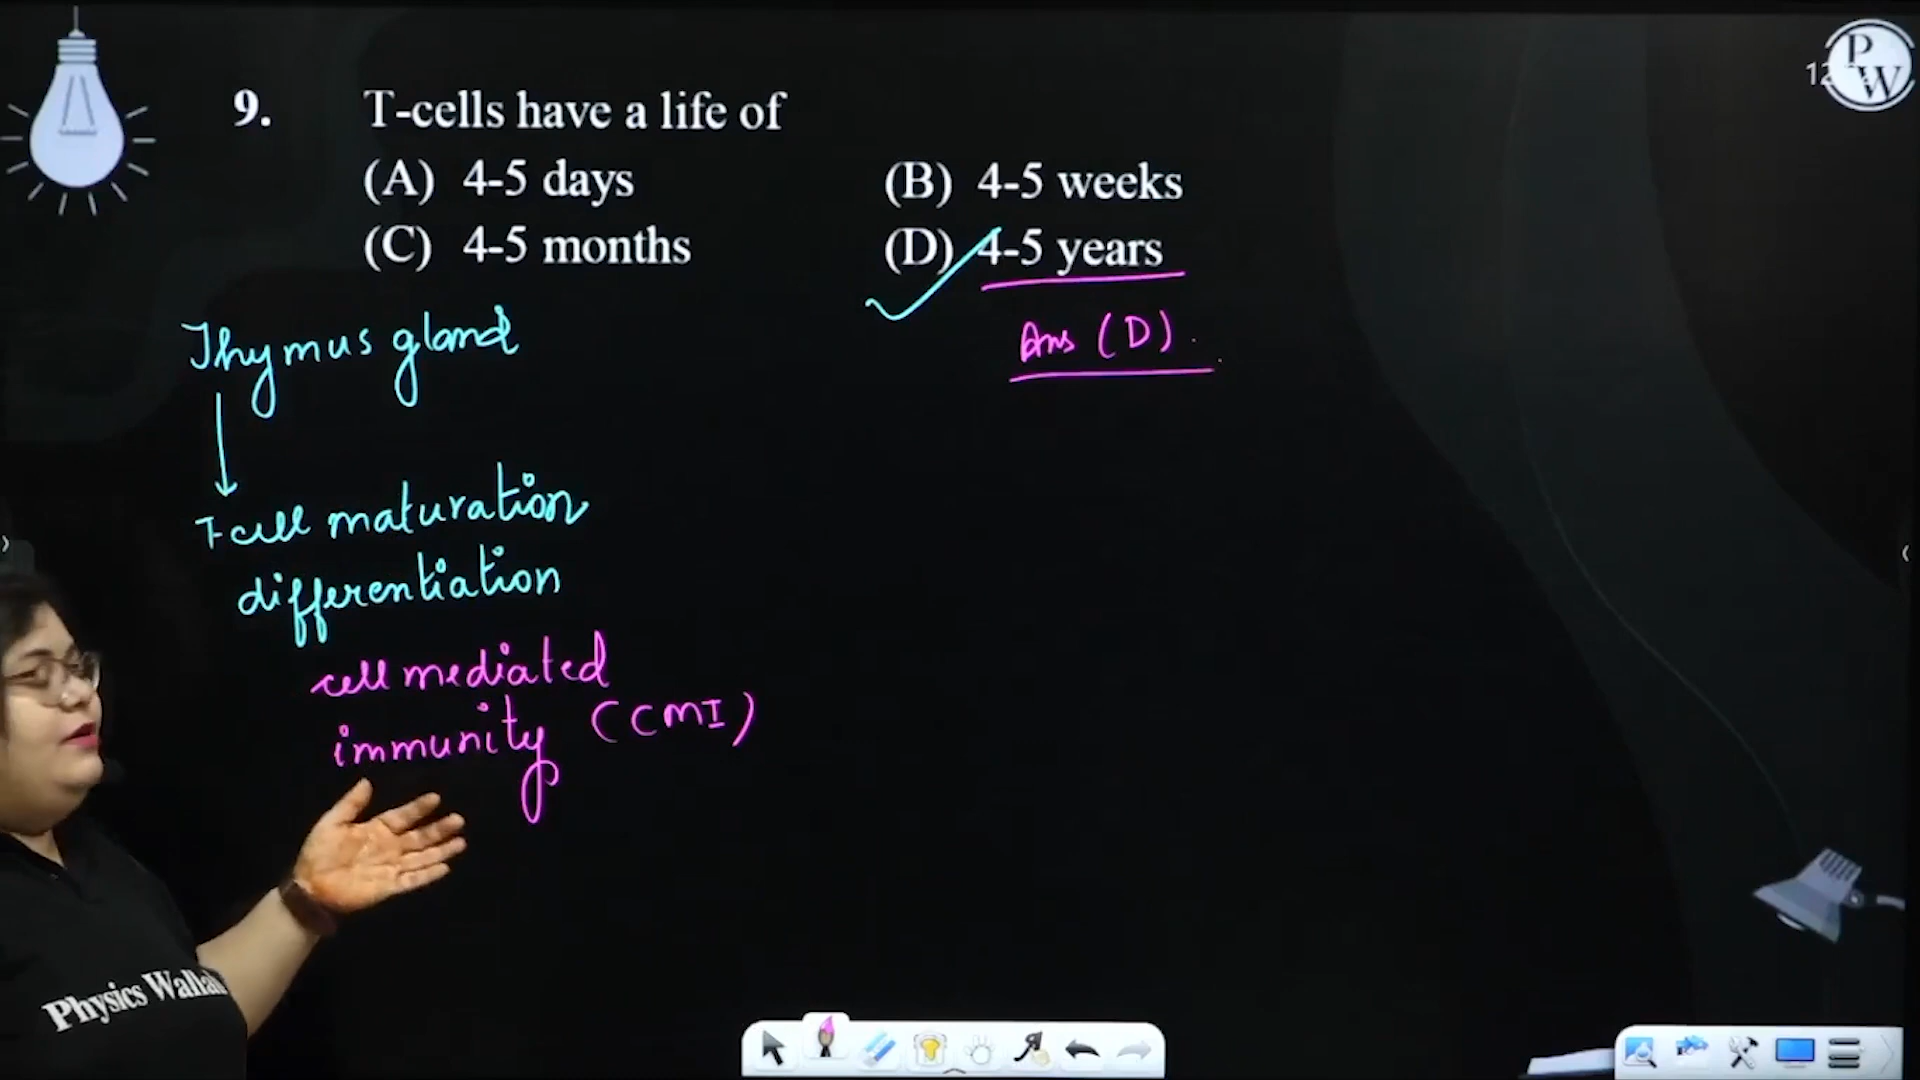 9. T-cells have a life of
(A) 4-5 days (B) 4-5 weeks
(C) 4-5 months (D) 4-5 years
Ans (D).
Thymus gland
T-cell maturation
differentiation
cell mediated
immunity (CMI)
PW
Physics Wallah